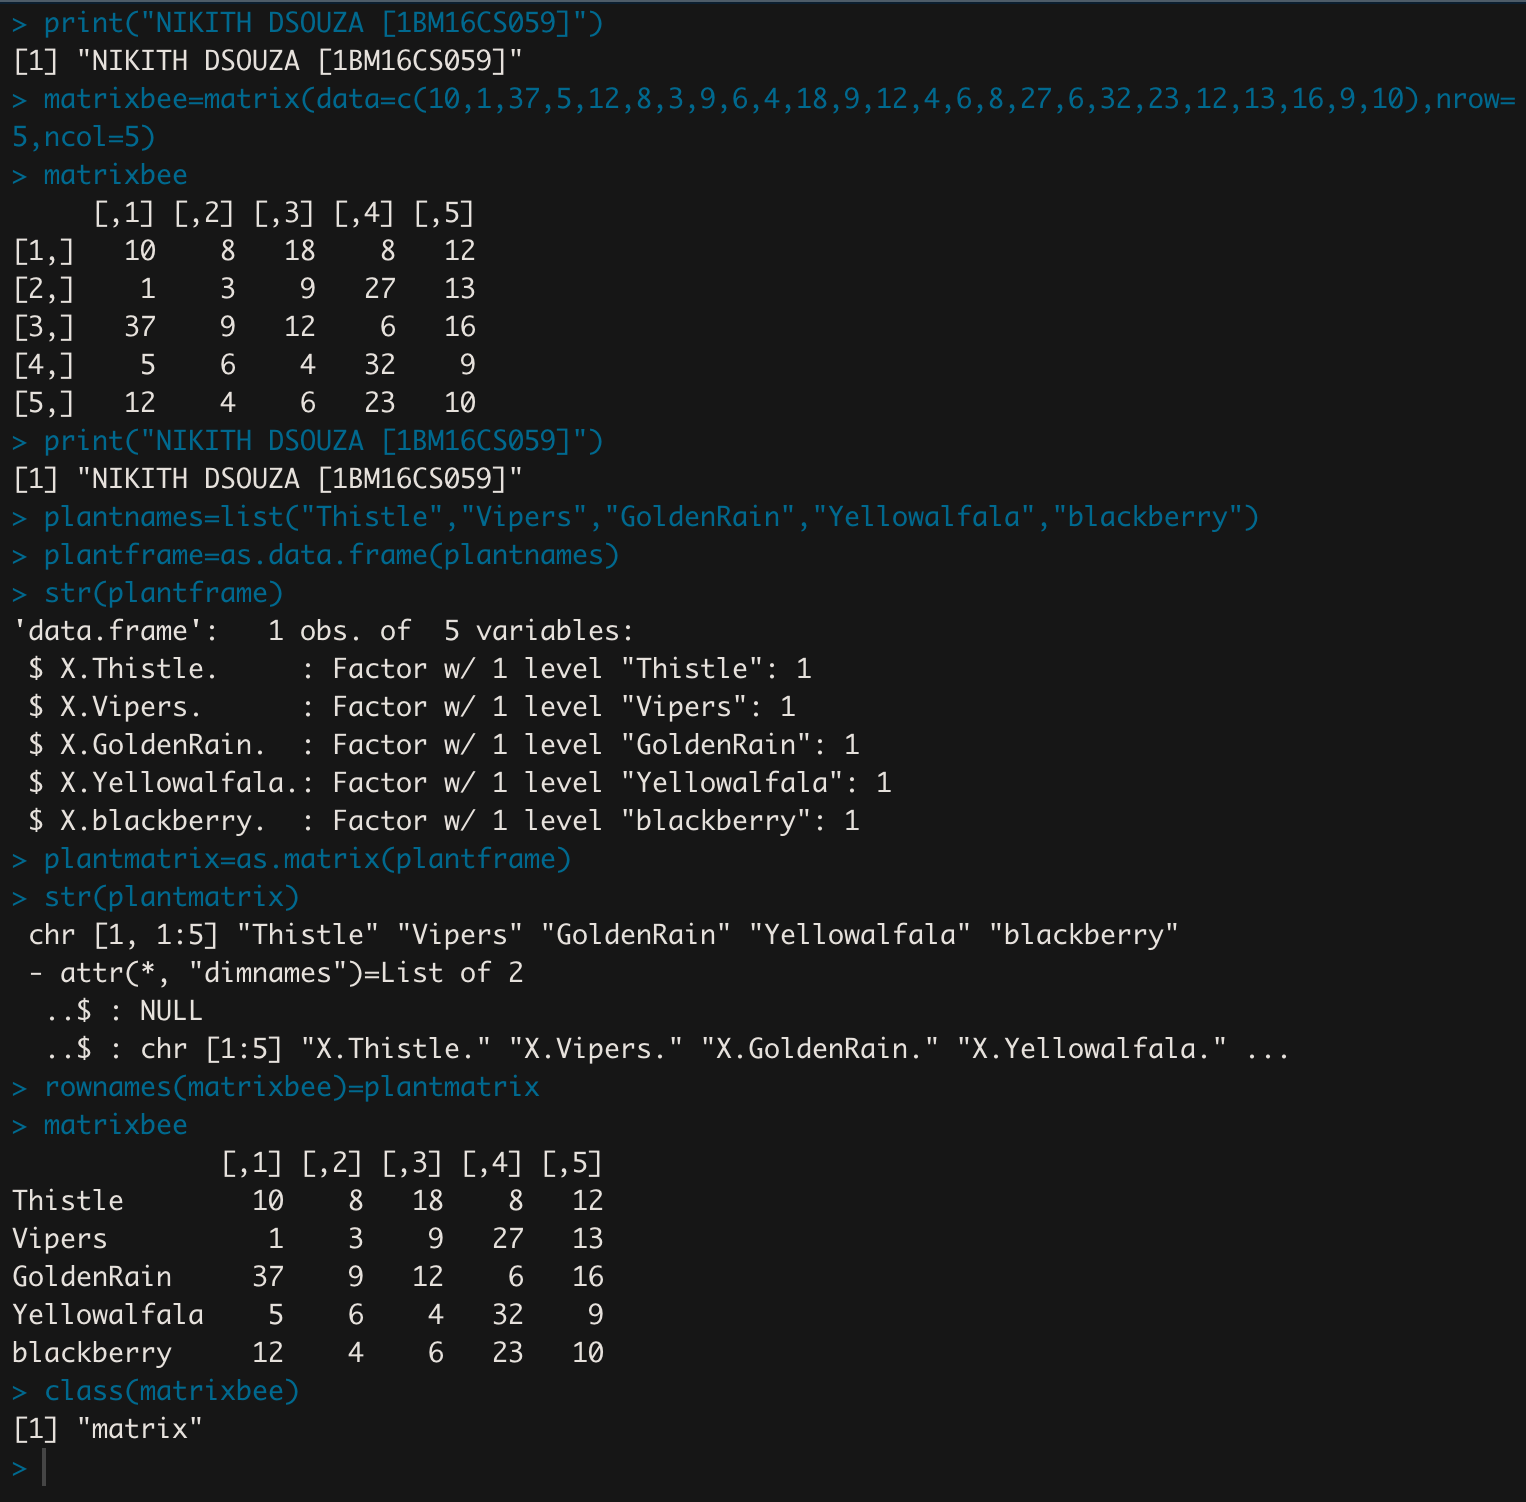 > print("NIKITH DSOUZA [1BM16CS059]")
[1] "NIKITH DSOUZA [1BM16CS059]"
> matrixbee=matrix(data=c(10,1,37,5,12,8,3,9,6,4,18,9,12,4,6,8,27,6,32,23,12,13,16,9,10),nrow=
5,ncol=5)
> matrixbee
     [,1] [,2] [,3] [,4] [,5]
[1,]   10    8   18    8   12
[2,]    1    3    9   27   13
[3,]   37    9   12    6   16
[4,]    5    6    4   32    9
[5,]   12    4    6   23   10
> print("NIKITH DSOUZA [1BM16CS059]")
[1] "NIKITH DSOUZA [1BM16CS059]"
> plantnames=list("Thistle","Vipers","GoldenRain","Yellowalfala","blackberry")
> plantframe=as.data.frame(plantnames)
> str(plantframe)
'data.frame':   1 obs. of  5 variables:
 $ X.Thistle.     : Factor w/ 1 level "Thistle": 1
 $ X.Vipers.      : Factor w/ 1 level "Vipers": 1
 $ X.GoldenRain.  : Factor w/ 1 level "GoldenRain": 1
 $ X.Yellowalfala.: Factor w/ 1 level "Yellowalfala": 1
 $ X.blackberry.  : Factor w/ 1 level "blackberry": 1
> plantmatrix=as.matrix(plantframe)
> str(plantmatrix)
 chr [1, 1:5] "Thistle" "Vipers" "GoldenRain" "Yellowalfala" "blackberry"
 - attr(*, "dimnames")=List of 2
  ..$ : NULL
  ..$ : chr [1:5] "X.Thistle." "X.Vipers." "X.GoldenRain." "X.Yellowalfala." ...
> rownames(matrixbee)=plantmatrix
> matrixbee
             [,1] [,2] [,3] [,4] [,5]
Thistle        10    8   18    8   12
Vipers          1    3    9   27   13
GoldenRain     37    9   12    6   16
Yellowalfala    5    6    4   32    9
blackberry     12    4    6   23   10
> class(matrixbee)
[1] "matrix"
>